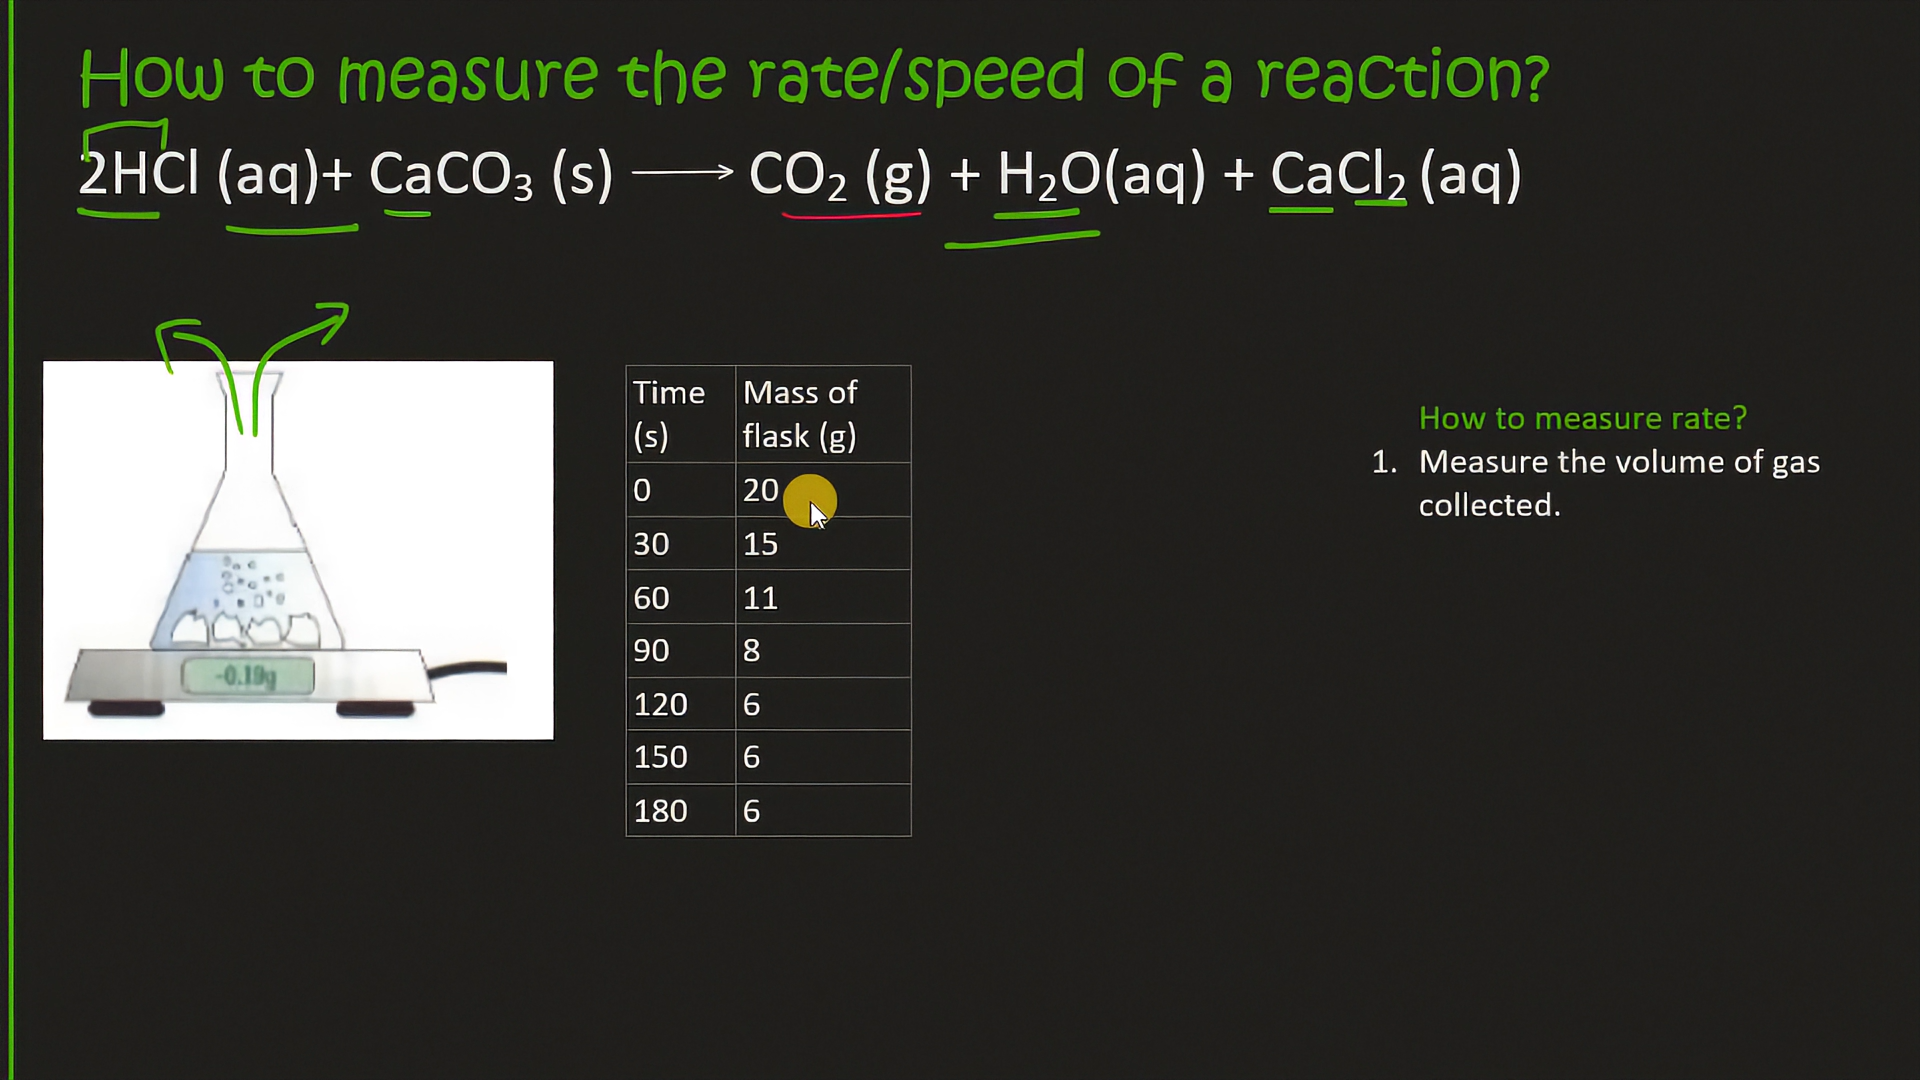 How to measure the rate/speed of a reaction?
2HCl (aq)+ CaCO₃ (s) ⟶ CO₂ (g) + H₂O(aq) + CaCl₂ (aq)
-0.19g
Time (s) Mass of flask (g)
0 20
30 15
60 11
90 8
120 6
150 6
180 6
How to measure rate?
1. Measure the volume of gas
collected.